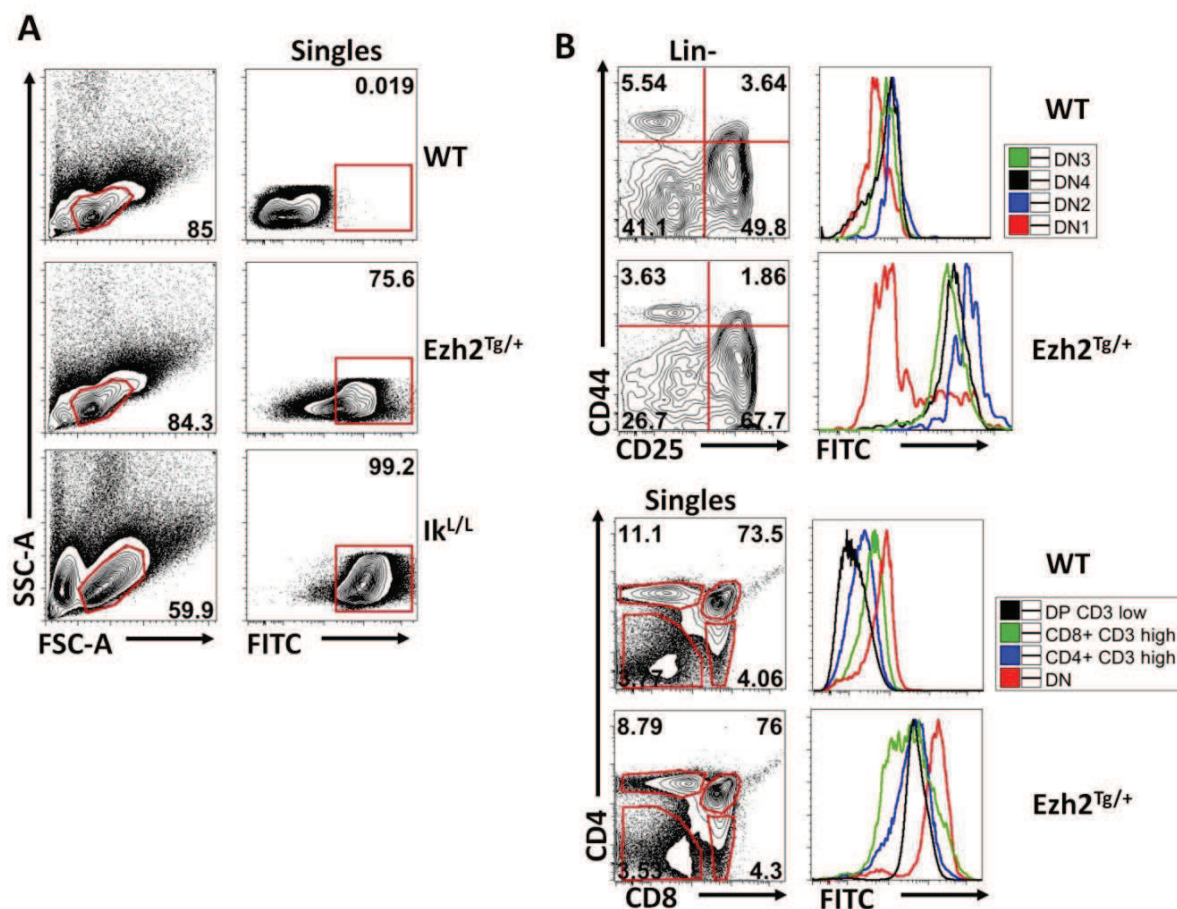 A
Singles
0.019
WT
85
75.6
Ezh2Tg/+
84.3
99.2
IkL/L
59.9
SSC-A
FSC-A
FITC
B
Lin-
5.54 3.64
41.1 49.8
WT
DN3
DN4
DN2
DN1
3.63 1.86
26.7 67.7
Ezh2Tg/+
CD44
CD25
FITC
Singles
11.1 73.5
4.06
WT
DP CD3 low
CD8+ CD3 high
CD4+ CD3 high
DN
8.79 76
3.53 4.3
Ezh2Tg/+
CD4
CD8
FITC